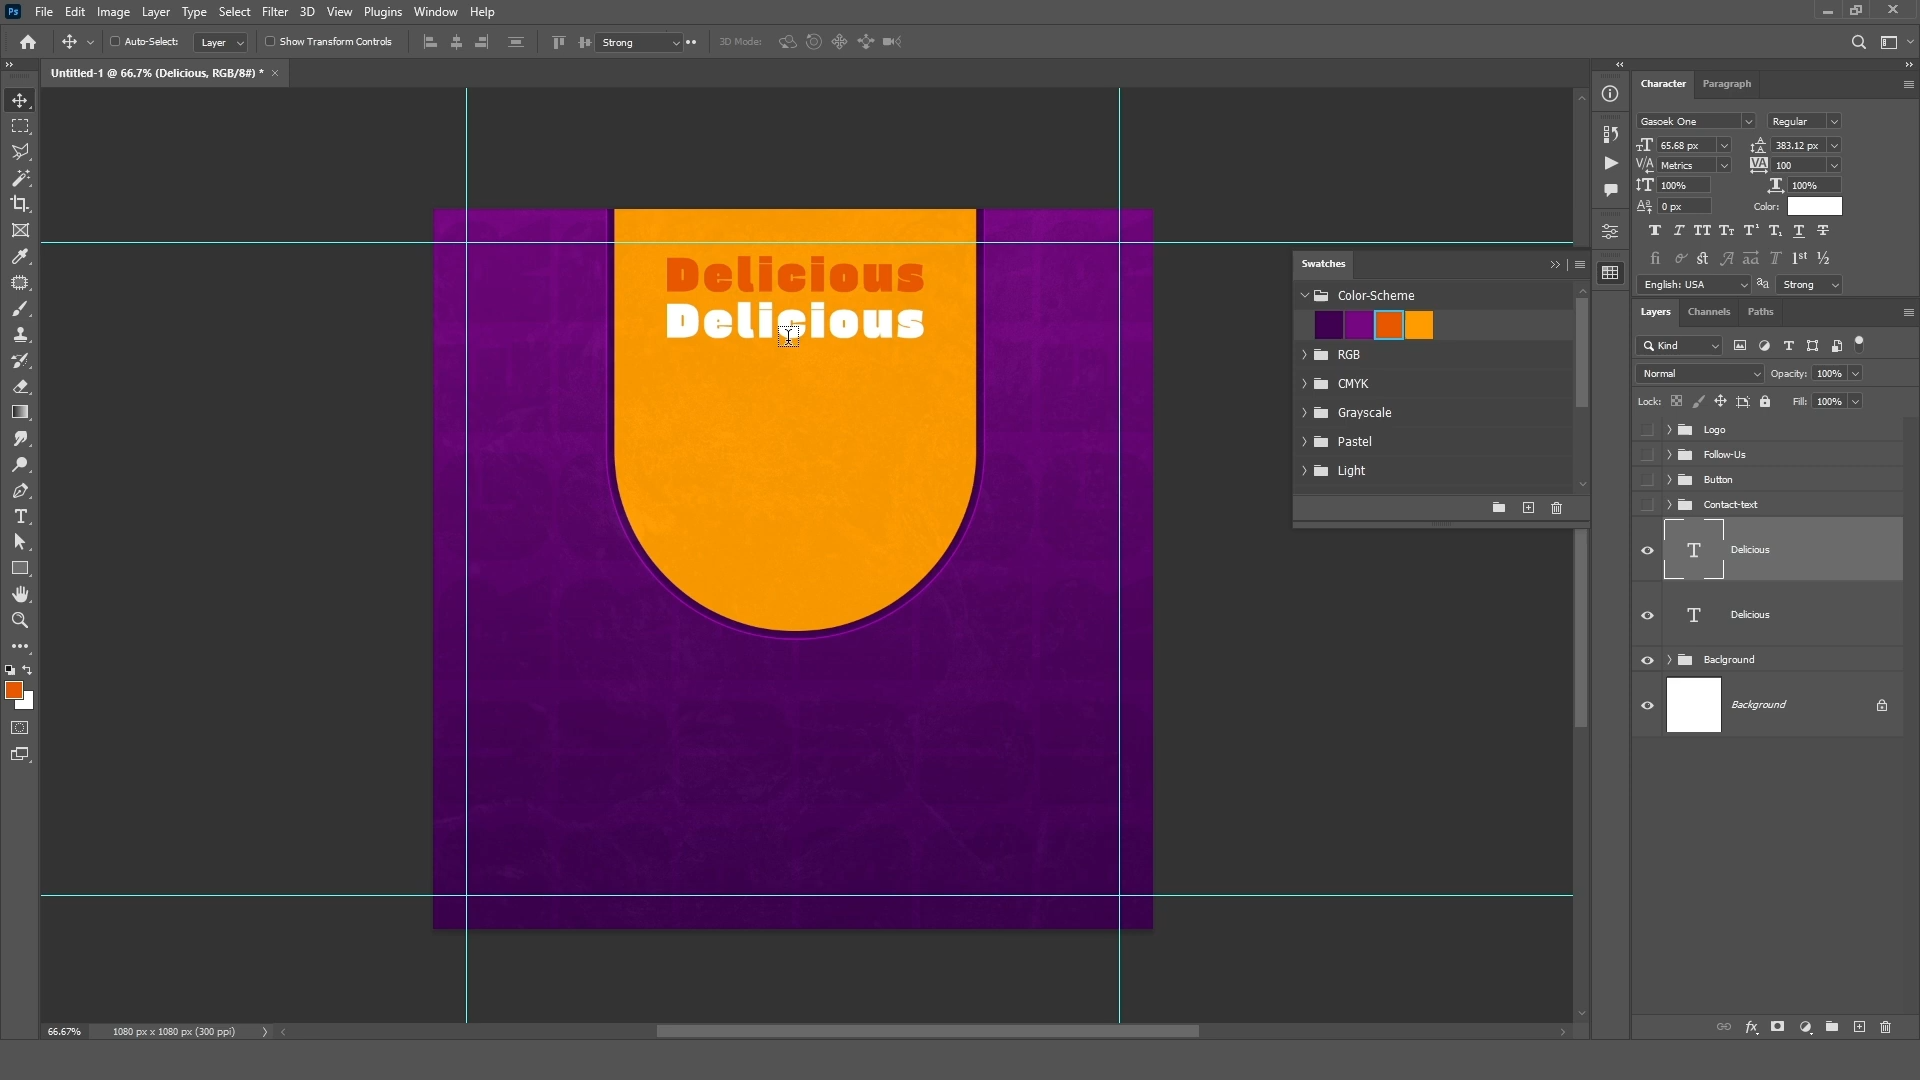 Ps File Edit Image Layer Type Select Filter 3D View Plugins Window Help
Auto-Select: Layer Show Transform Controls Strong 3D Mode:
Untitled-1 @ 66.7% (Delicious, RGB/8#) *
Delicious
Delicious
Swatches
Color-Scheme
RGB
CMYK
Grayscale
Pastel
Light
Character Paragraph
Gasoek One Regular
65.68 px 383.12 px
Metrics 100
100% 100%
0 px Color:
English: USA Strong
Layers Channels Paths
Kind
Normal Opacity: 100%
Lock: Fill: 100%
Logo
Follow-Us
Button
Contact-text
Delicious
Delicious
Baclground
Background
66.67% 1080 px x 1080 px (300 ppi)